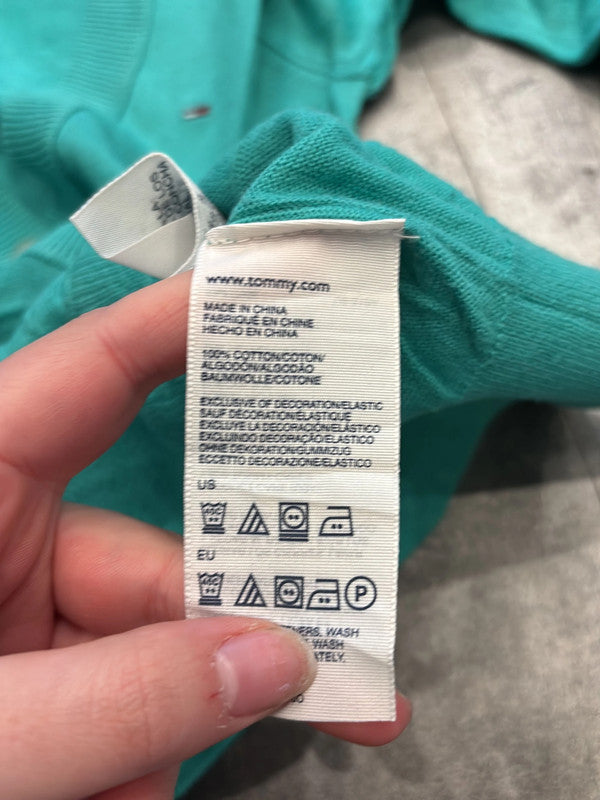 www.tommy.com
MADE IN CHINA
FABRIQUÉ EN CHINE
HECHO EN CHINA
100% COTTON/COTON/
ALGODÓN/ALGODÃO
BAUMWOLLE/COTONE
EXCLUSIVE OF DECORATION/ELASTIC
SAUF DÉCORATION/ÉLASTIQUE
EXCLUYE LA DECORACIÓN/ELÁSTICO
EXCLUINDO DECORAÇÃO/ELÁSTICO
OHNE DEKORATION/GUMMIZUG
ECCETTO DECORAZIONE/ELASTICO
US
EU
P
WASH
WASH